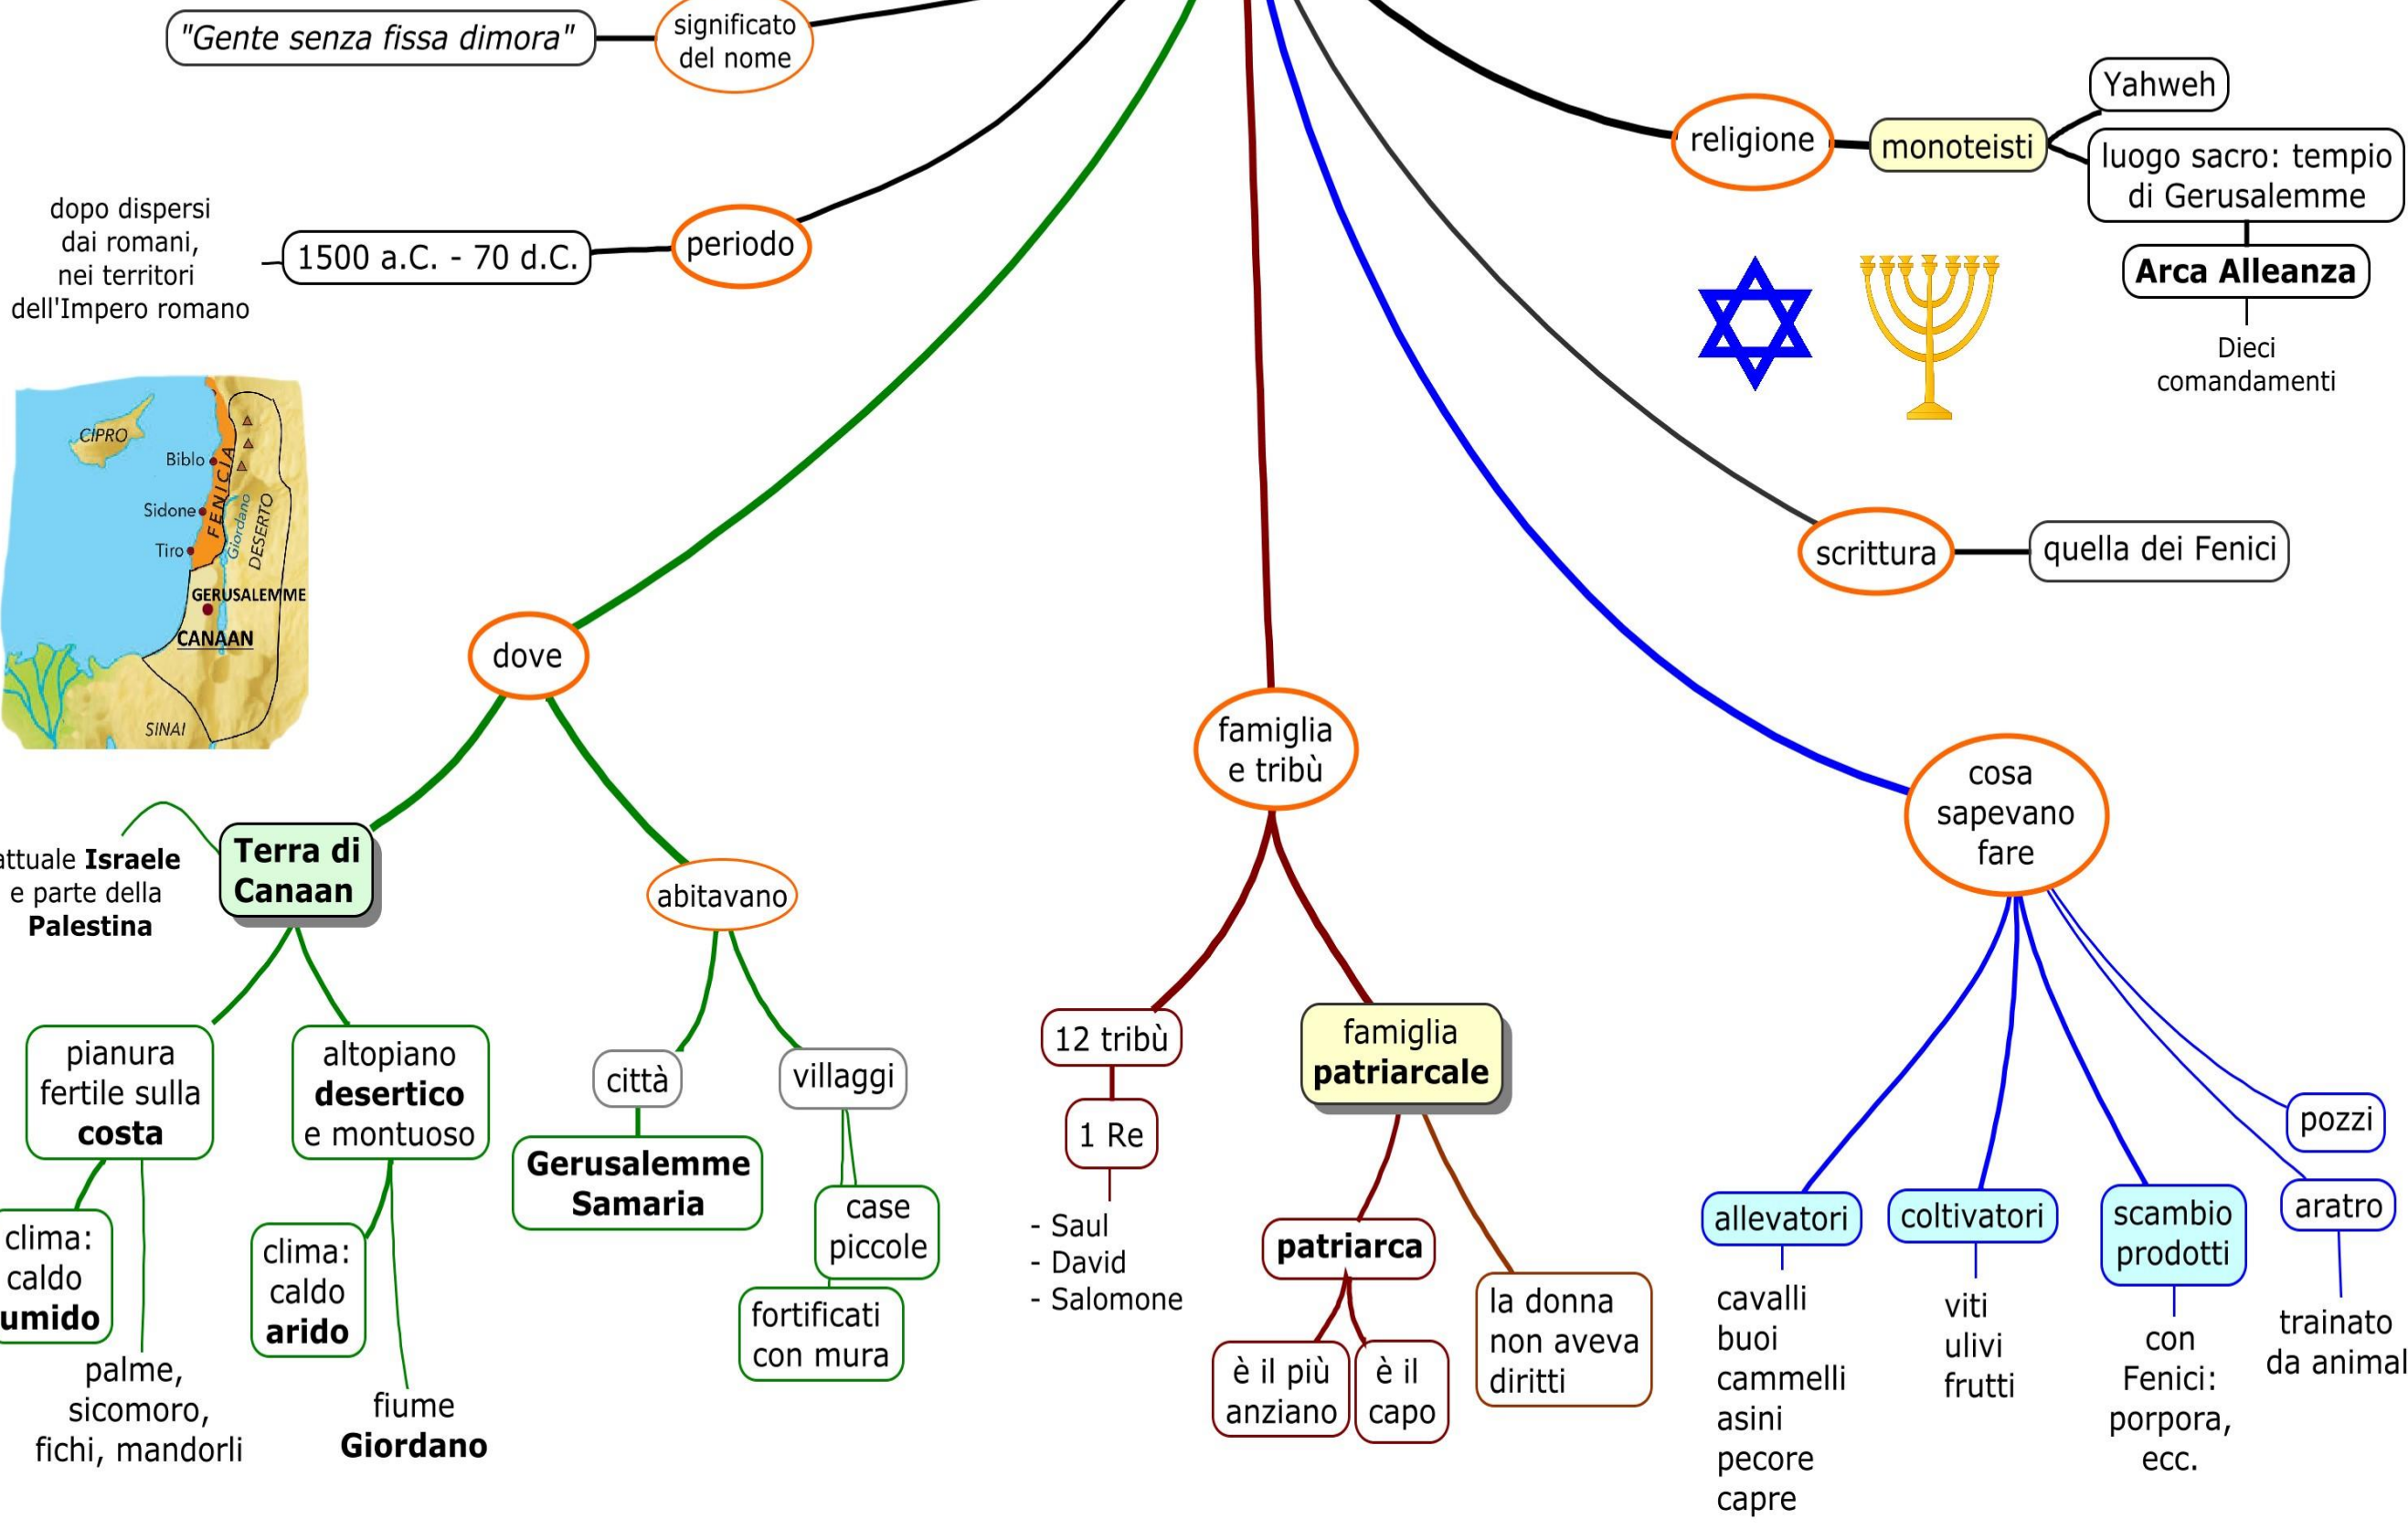 "Gente senza fissa dimora"
significato
del nome
dopo dispersi
dai romani,
nei territori
dell'Impero romano
1500 a.C. - 70 d.C.
periodo
religione
monoteisti
Yahweh
luogo sacro: tempio
di Gerusalemme
Arca Alleanza
Dieci
comandamenti
scrittura
quella dei Fenici
CIPRO
Biblo
Sidone
Tiro
FENICIA
Giordano
DESERTO
GERUSALEMME
CANAAN
SINAI
dove
Terra di
Canaan
attuale Israele
e parte della
Palestina
abitavano
pianura
fertile sulla
costa
altopiano
desertico
e montuoso
clima:
caldo
umido
palme,
sicomoro,
fichi, mandorli
clima:
caldo
arido
fiume
Giordano
città
Gerusalemme
Samaria
villaggi
case
piccole
fortificati
con mura
famiglia
e tribù
12 tribù
1 Re
- Saul
- David
- Salomone
famiglia
patriarcale
patriarca
è il più
anziano
è il
capo
la donna
non aveva
diritti
cosa
sapevano
fare
allevatori
cavalli
buoi
cammelli
asini
pecore
capre
coltivatori
viti
ulivi
frutti
scambio
prodotti
con
Fenici:
porpora,
ecc.
pozzi
aratro
trainato
da animal